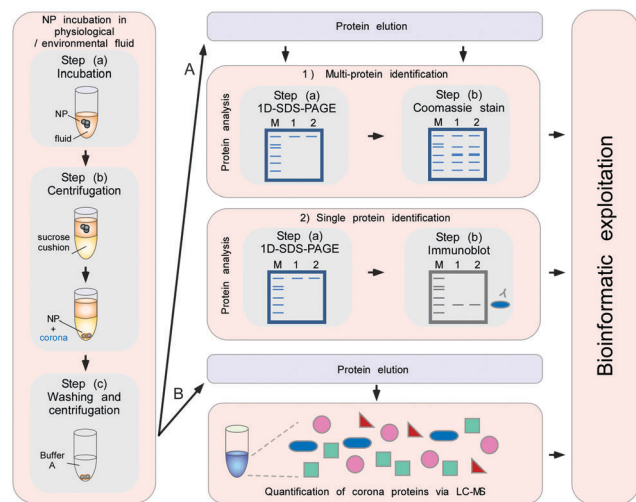 NP incubation in
physiological
/ environmental fluid
Step (a)
Incubation
NP
fluid
Step (b)
Centrifugation
sucrose
cushion
NP
+
corona
Step (c)
Washing and
centrifugation
Buffer
A
A
B
Protein elution
1) Multi-protein identification
Protein analysis
Step (a)
1D-SDS-PAGE
M 1 2
Step (b)
Coomassie stain
M 1 2
2) Single protein identification
Protein analysis
Step (a)
1D-SDS-PAGE
M 1 2
Step (b)
Immunoblot
M 1 2
Protein elution
Quantification of corona proteins via LC-MS
Bioinformatic exploitation